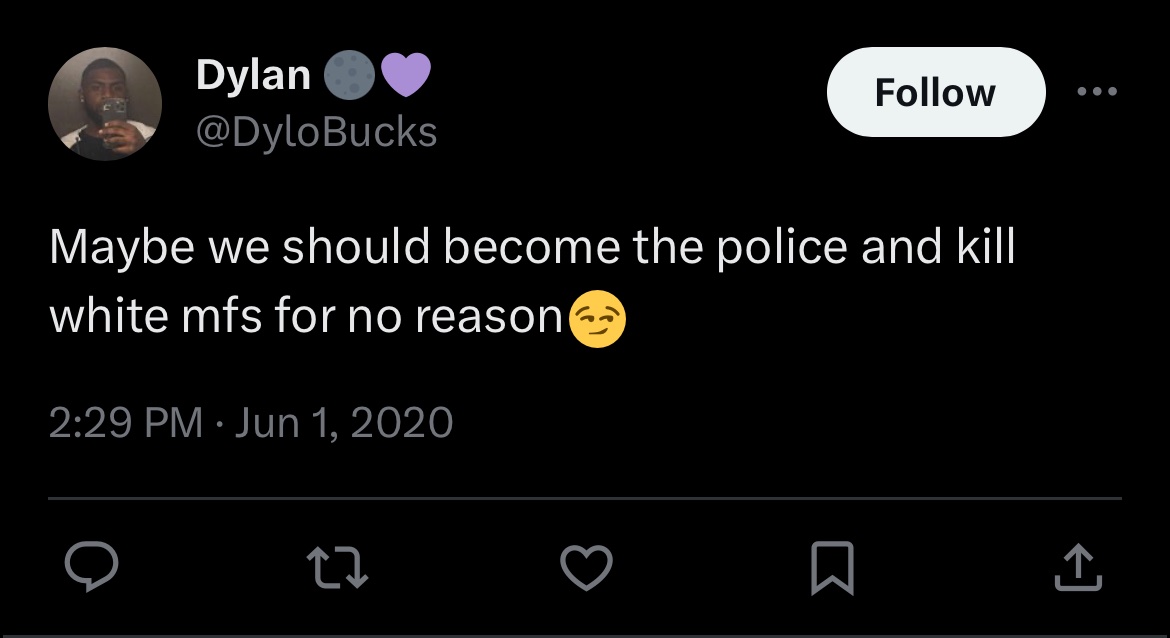 Dylan 🌑💜
@DyloBucks
Follow
Maybe we should become the police and kill
white mfs for no reason😏
2:29 PM · Jun 1, 2020